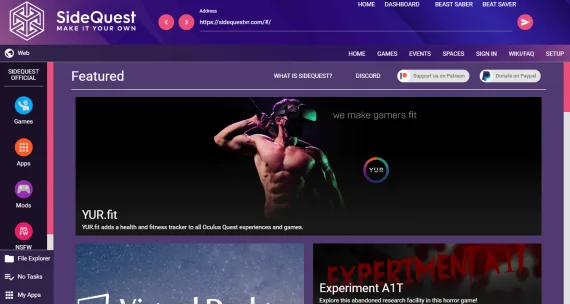 SideQuest
MAKE IT YOUR OWN
Address
https://sidequestvr.com/#/
HOME DASHBOARD BEAST SABER BEAT SAVER
Web
HOME GAMES EVENTS SPACES SIGN IN WIKI/FAQ SETUP
SIDEQUEST
OFFICIAL
Games
Apps
Mods
NSFW
NSFW
File Explorer
No Tasks
My Apps
Featured
WHAT IS SIDEQUEST? DISCORD Support us on Patreon Donate on Paypal
we make gamers fit
YUR
YUR.fit
YUR.fit adds a health and fitness tracker to all Oculus Quest experiences and games.
Virtual Desktop
EXPERIMENT A1T
Experiment A1T
Explore this abandoned research facility in this horror game!